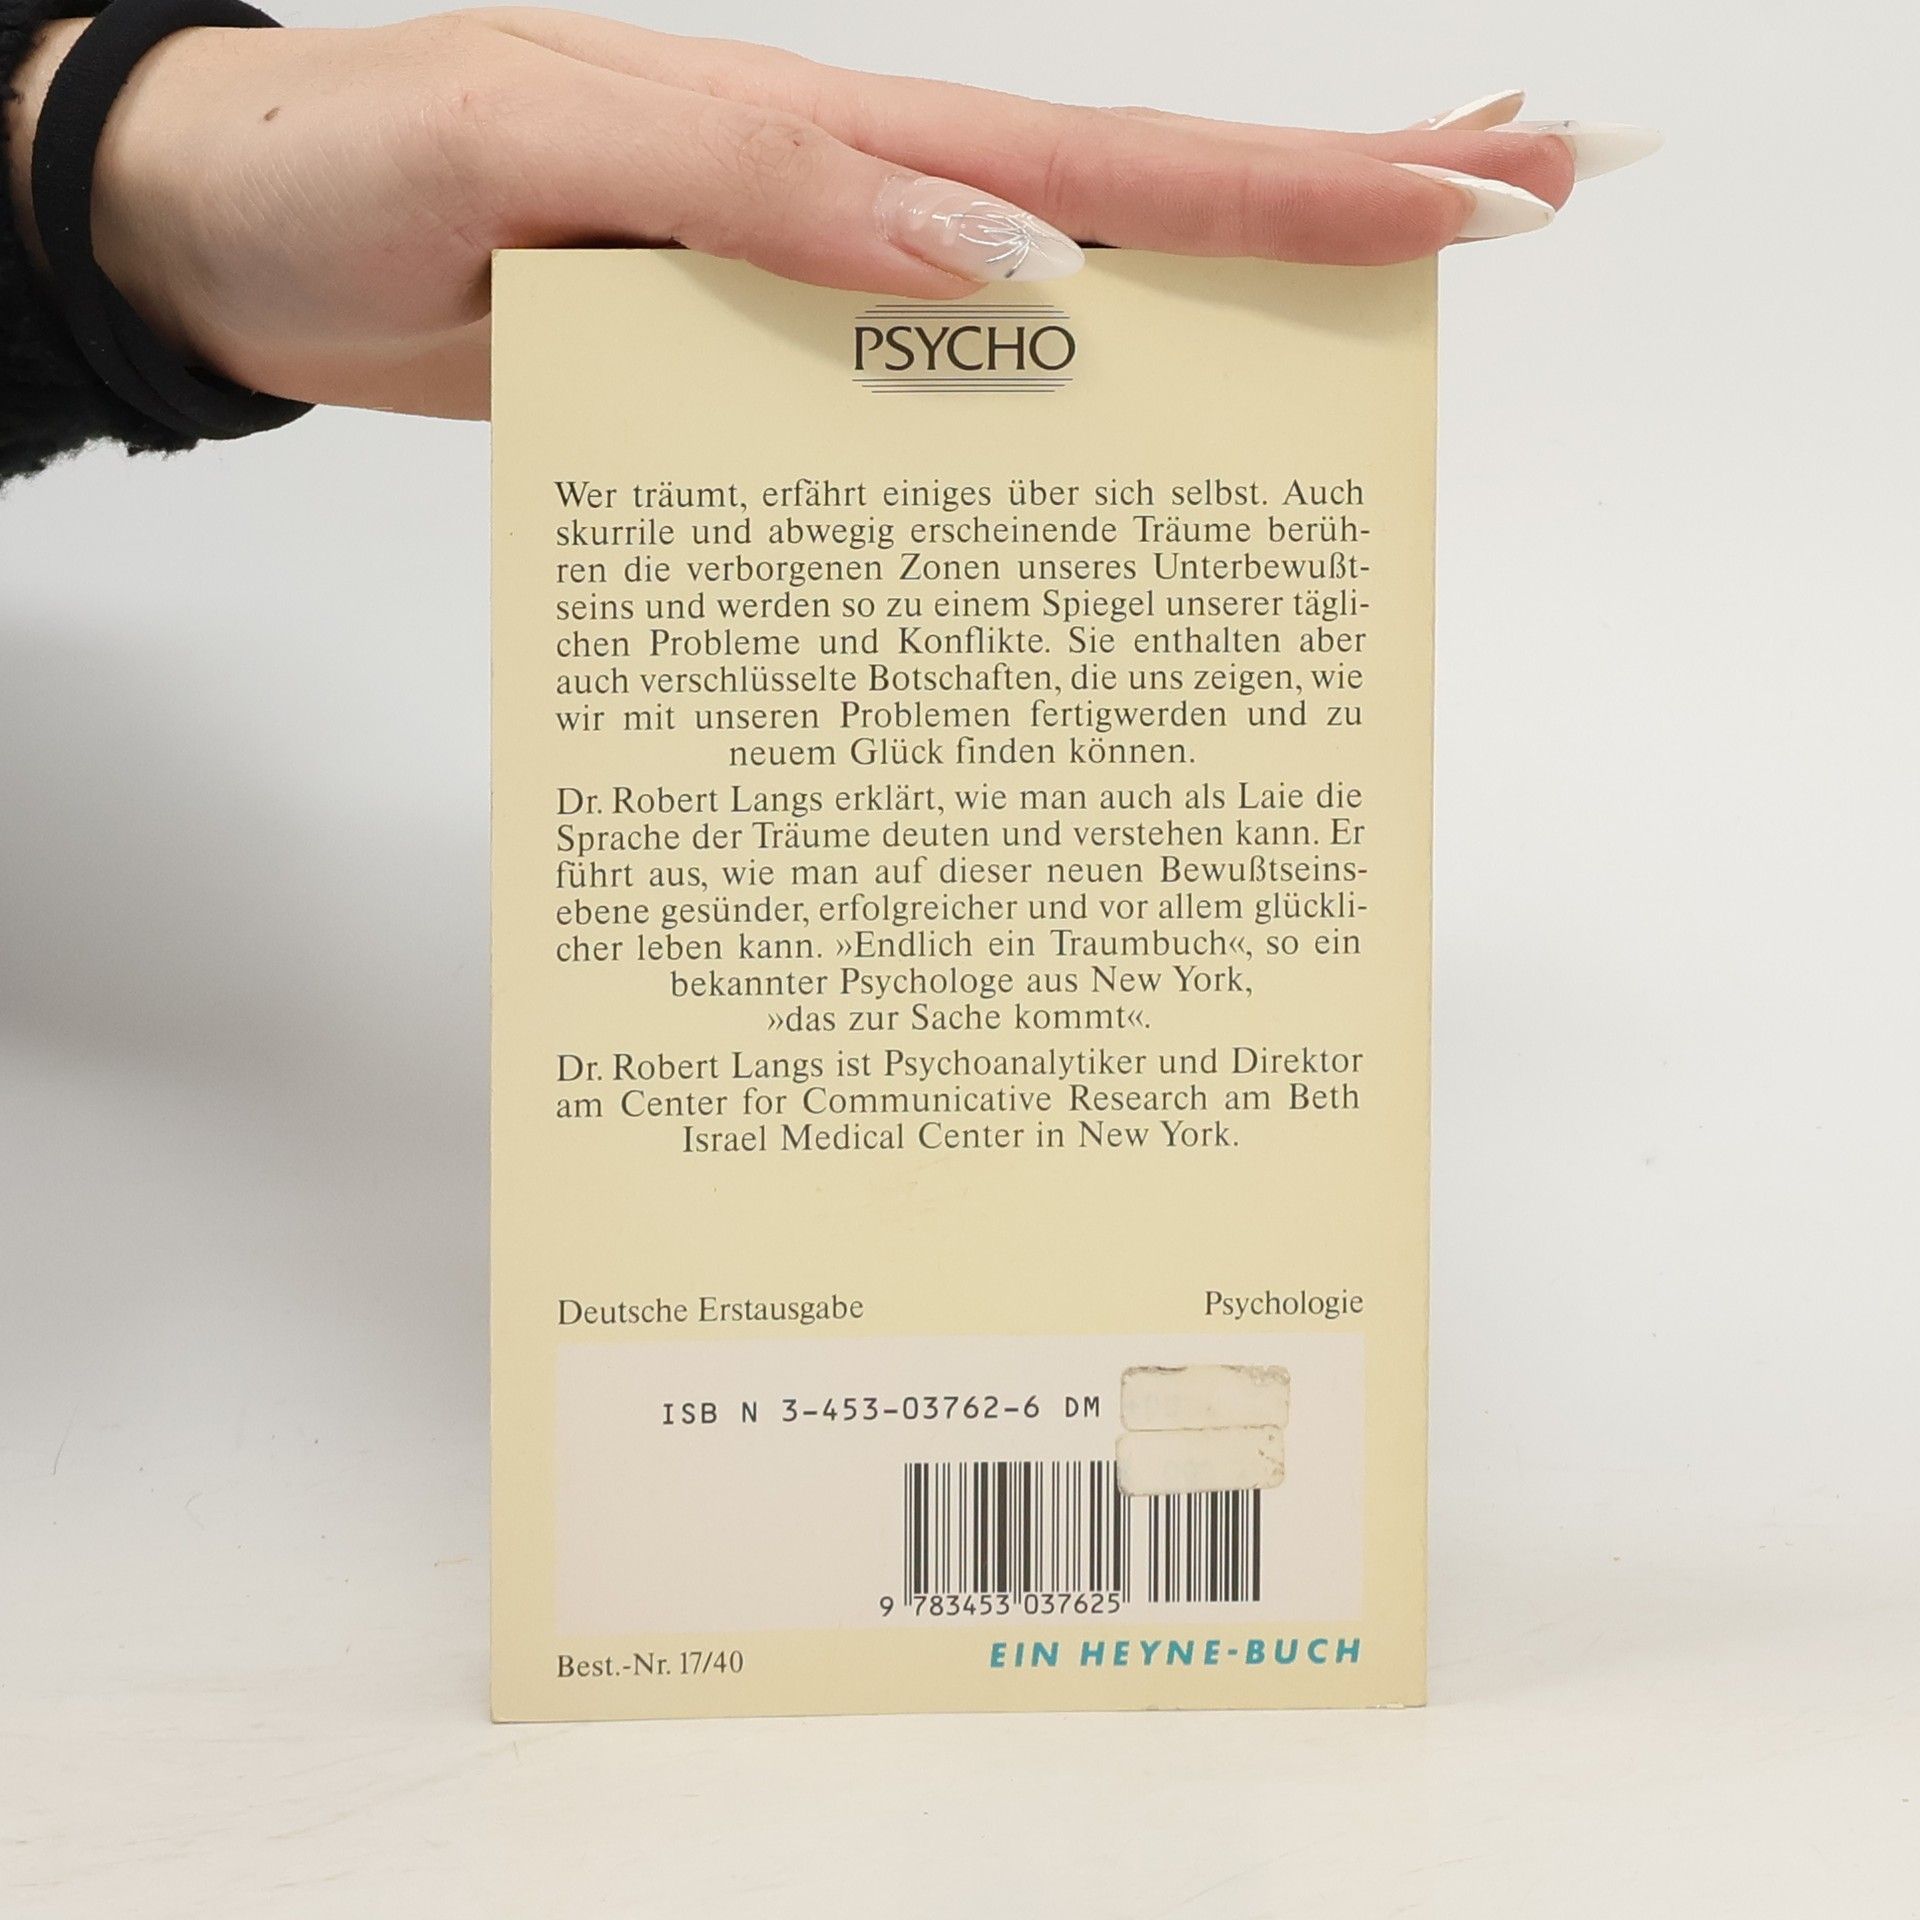 PSYCHO
Wer träumt, erfährt einiges über sich selbst. Auch
skurrile und abwegig erscheinende Träume berüh-
ren die verborgenen Zonen unseres Unterbewußt-
seins und werden so zu einem Spiegel unserer tägli-
chen Probleme und Konflikte. Sie enthalten aber
auch verschlüsselte Botschaften, die uns zeigen, wie
wir mit unseren Problemen fertigwerden und zu
neuem Glück finden können.
Dr. Robert Langs erklärt, wie man auch als Laie die
Sprache der Träume deuten und verstehen kann. Er
führt aus, wie man auf dieser neuen Bewußtseins-
ebene gesünder, erfolgreicher und vor allem glückli-
cher leben kann. »Endlich ein Traumbuch«, so ein
bekannter Psychologe aus New York,
»das zur Sache kommt«.
Dr. Robert Langs ist Psychoanalytiker und Direktor
am Center for Communicative Research am Beth
Israel Medical Center in New York.
Deutsche Erstausgabe Psychologie
ISB N 3-453-03762-6 DM
9 783453 037625
Best.-Nr. 17/40 EIN HEYNE-BUCH